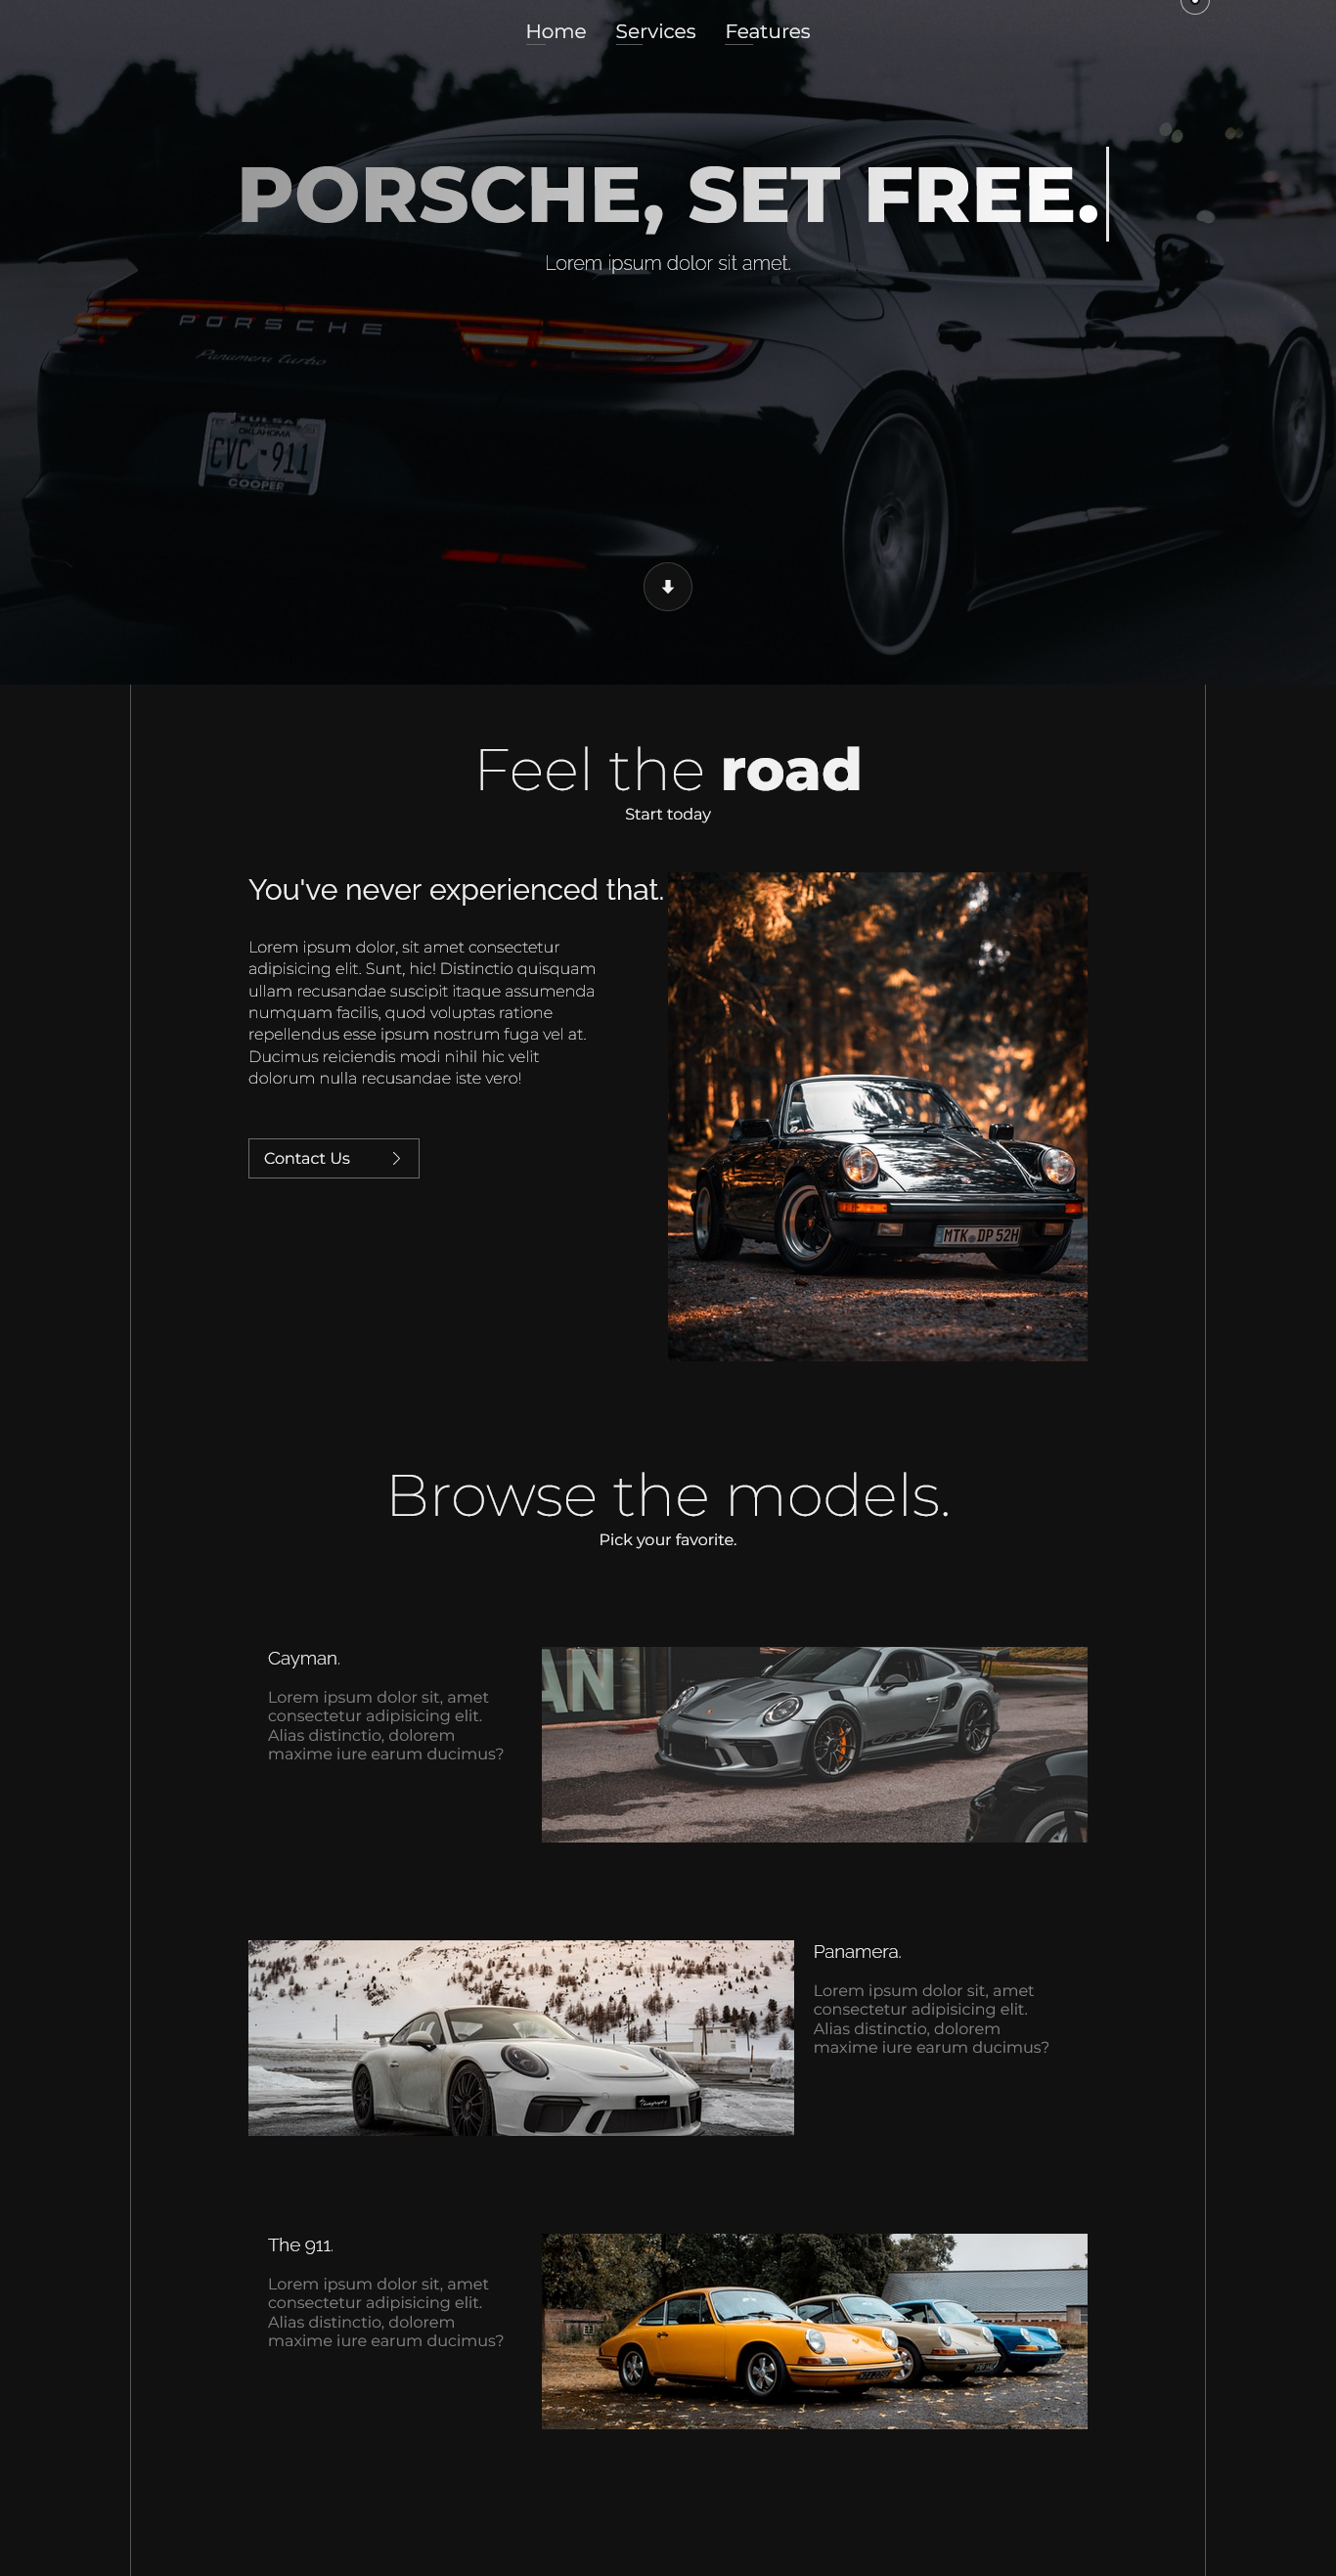 Home Services Features
PORSCHE, SET FREE.
Lorem ipsum dolor sit amet.
PORSCHE
Panamera turbo
TULSA
OKLAHOMA
CVC-911
COOPER
Feel the road
Start today
You've never experienced that.
Lorem ipsum dolor, sit amet consectetur
adipisicing elit. Sunt, hic! Distinctio quisquam
ullam recusandae suscipit itaque assumenda
numquam facilis, quod voluptas ratione
repellendus esse ipsum nostrum fuga vel at.
Ducimus reiciendis modi nihil hic velit
dolorum nulla recusandae iste vero!
Contact Us
MTK DP 52H
Browse the models.
Pick your favorite.
Cayman.
Lorem ipsum dolor sit, amet
consectetur adipisicing elit.
Alias distinctio, dolorem
maxime iure earum ducimus?
AN
Panamera.
Lorem ipsum dolor sit, amet
consectetur adipisicing elit.
Alias distinctio, dolorem
maxime iure earum ducimus?
The 911.
Lorem ipsum dolor sit, amet
consectetur adipisicing elit.
Alias distinctio, dolorem
maxime iure earum ducimus?